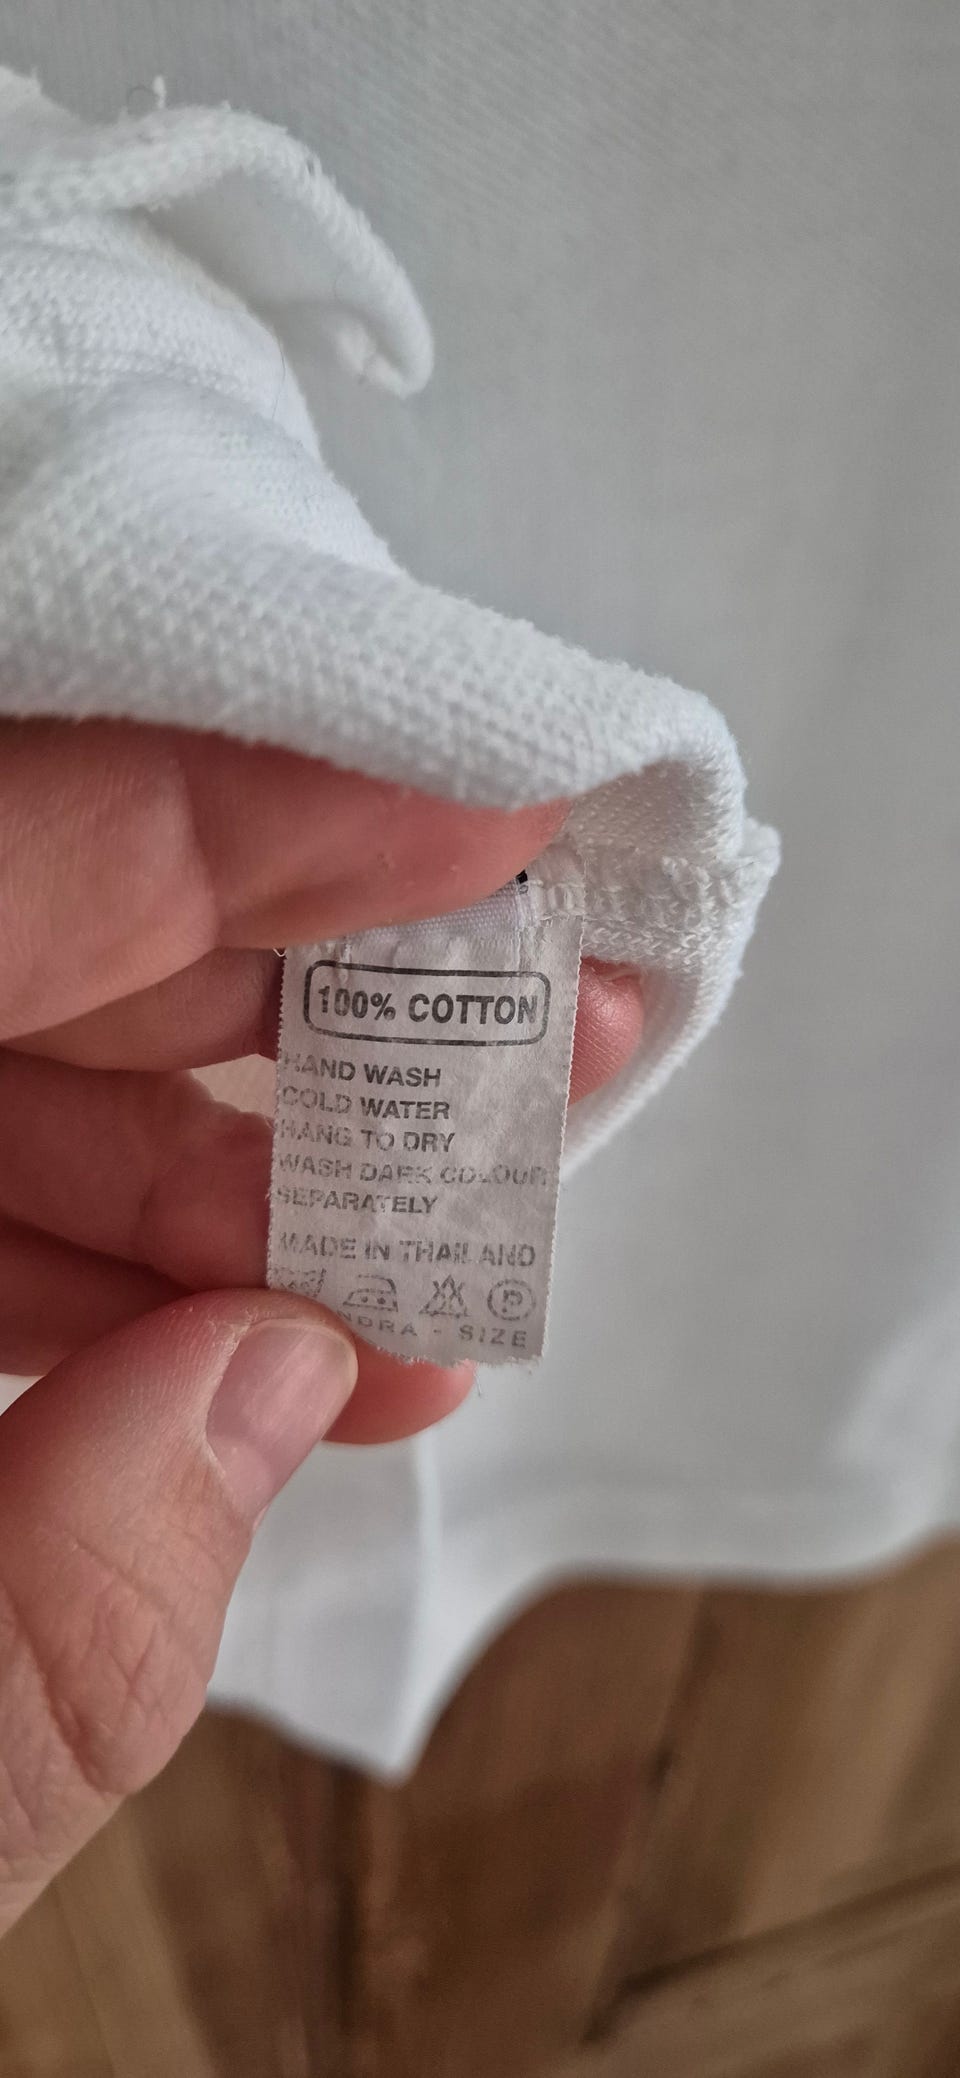 100% COTTON
HAND WASH
COLD WATER
HANG TO DRY
WASH DARK COLOUR
SEPARATELY
MADE IN THAILAND
P
- SIZE